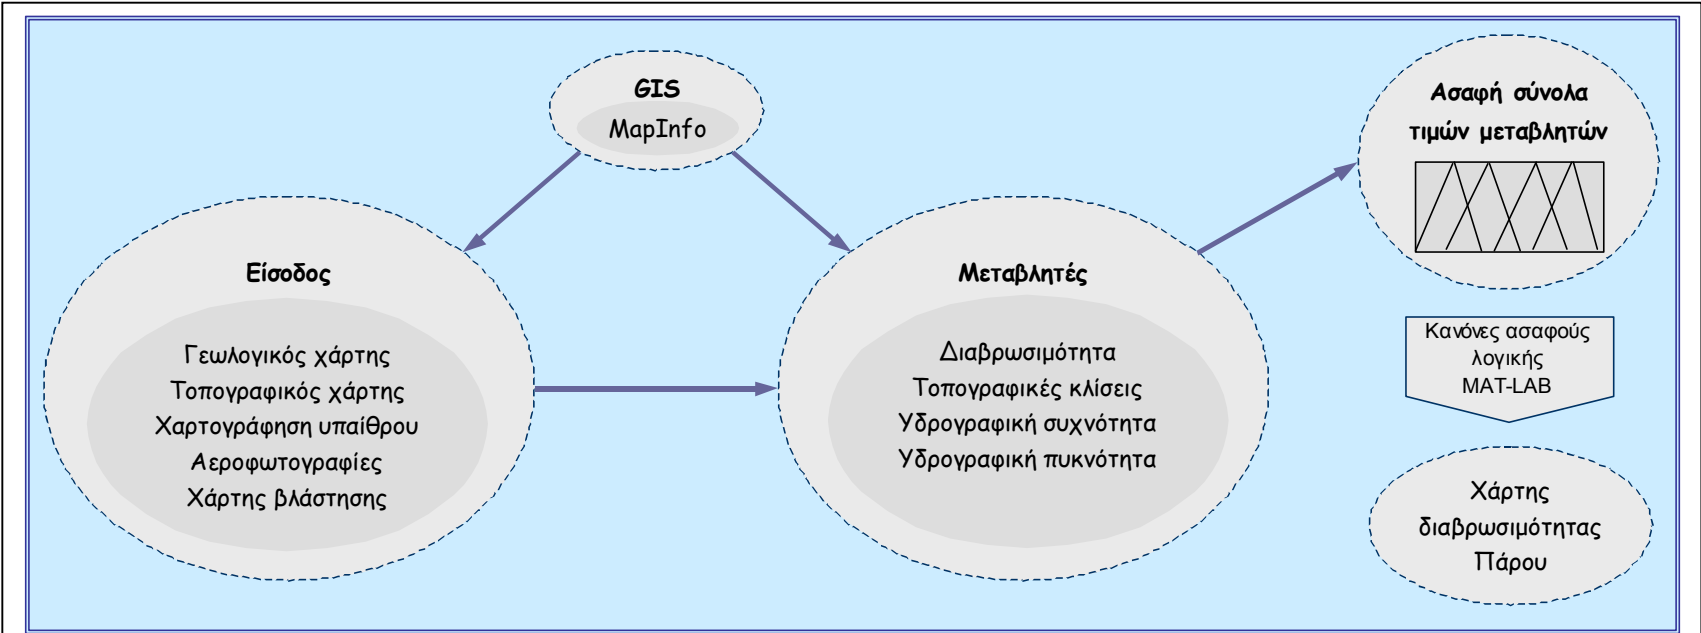 GIS
MapInfo
Είσοδος
Γεωλογικός χάρτης
Τοπογραφικός χάρτης
Χαρτογράφηση υπαίθρου
Αεροφωτογραφίες
Χάρτης βλάστησης
Μεταβλητές
Διαβρωσιμότητα
Τοπογραφικές κλίσεις
Υδρογραφική συχνότητα
Υδρογραφική πυκνότητα
Ασαφή σύνολα
τιμών μεταβλητών
Κανόνες ασαφούς
λογικής
MAT-LAB
Χάρτης
διαβρωσιμότητας
Πάρου